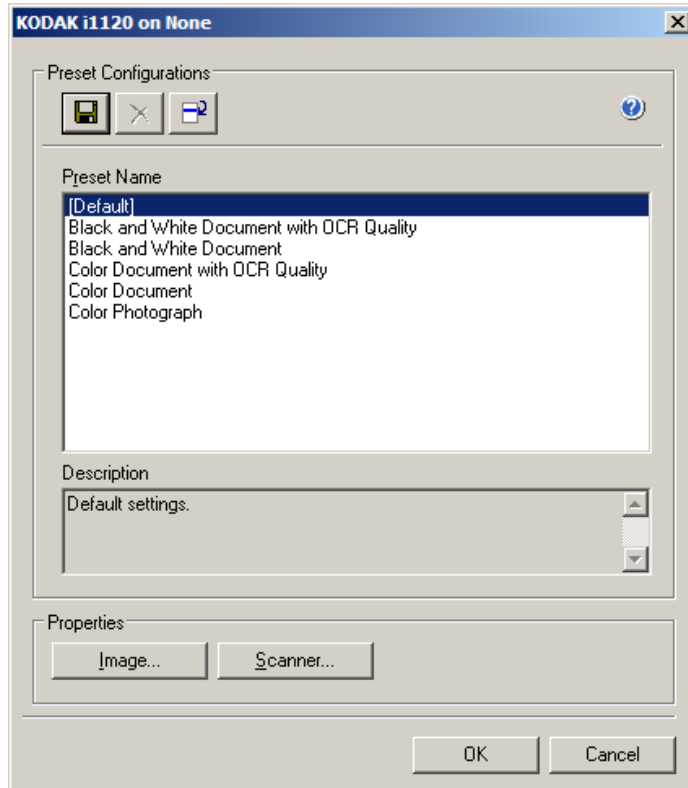 KODAK i1120 on None
Preset Configurations
Preset Name
[Default]
Black and White Document with OCR Quality
Black and White Document
Color Document with OCR Quality
Color Document
Color Photograph
Description
Default settings.
Properties
Image...
Scanner...
OK
Cancel